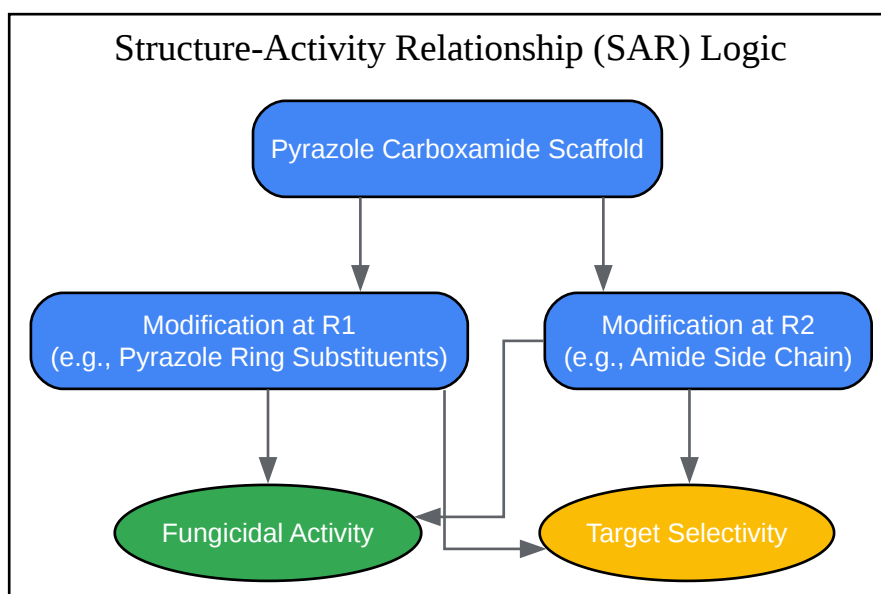 Structure-Activity Relationship (SAR) Logic
Pyrazole Carboxamide Scaffold
Modification at R1
(e.g., Pyrazole Ring Substituents)
Modification at R2
(e.g., Amide Side Chain)
Fungicidal Activity
Target Selectivity